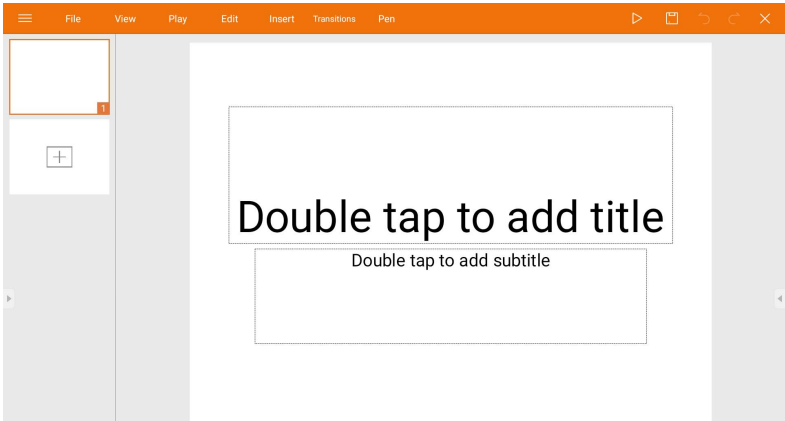 File View Play Edit Insert Transitions Pen
1
Double tap to add title
Double tap to add subtitle